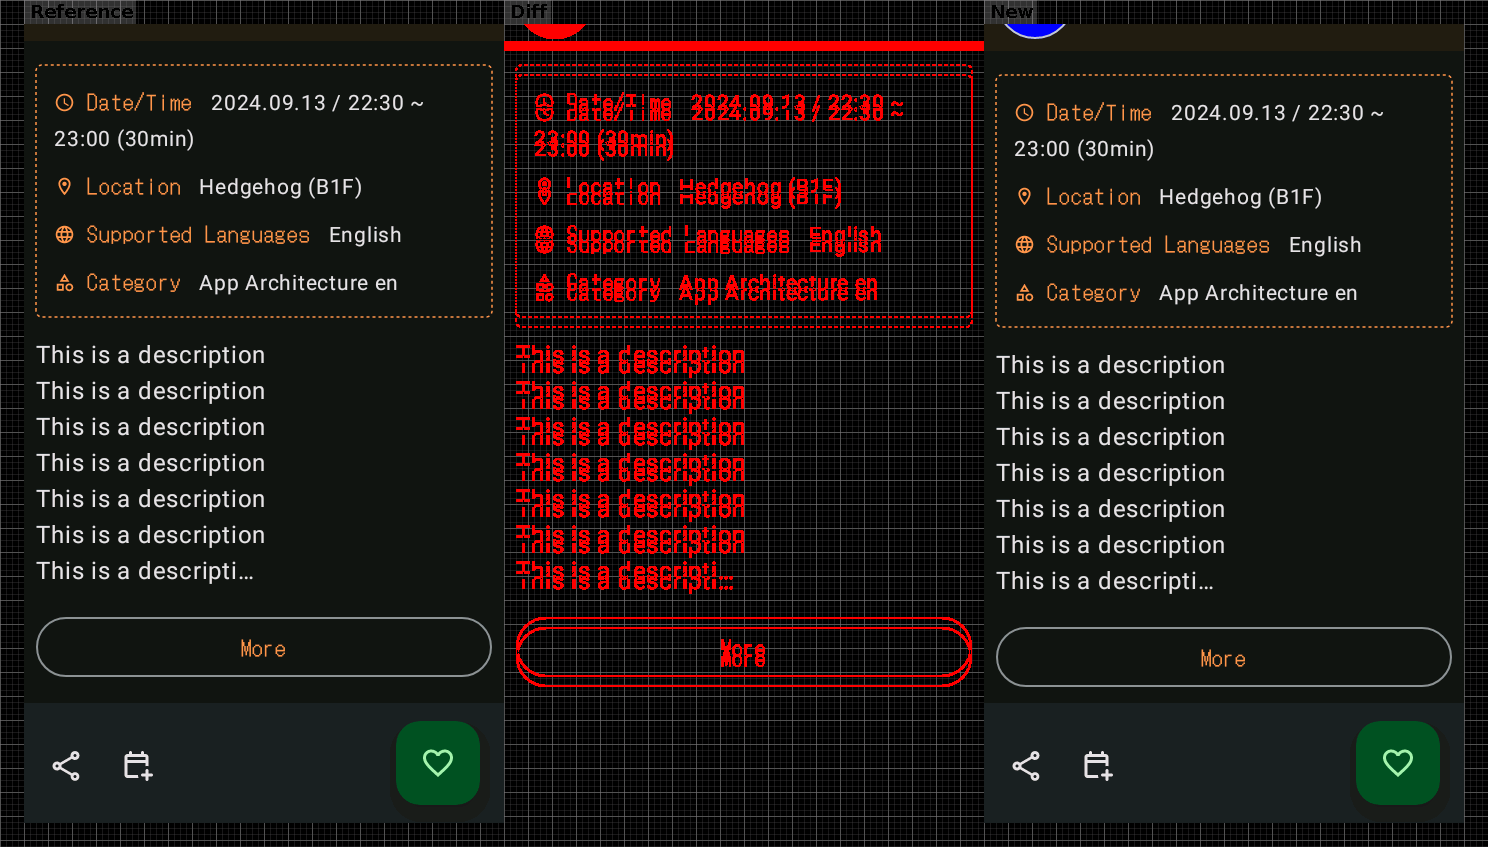 Reference
Date/Time 2024.09.13 / 22:30 ~
23:00 (30min)
Location Hedgehog (B1F)
Supported Languages English
Category App Architecture en
This is a description
This is a description
This is a description
This is a description
This is a description
This is a description
This is a descripti...
More
Diff
Date/Time 2024.09.13 / 22:30 ~
23:00 (30min)
Location Hedgehog (B1F)
Supported Languages English
Category App Architecture en
This is a description
This is a description
This is a description
This is a description
This is a description
This is a description
This is a descripti...
More
New
Date/Time 2024.09.13 / 22:30 ~
23:00 (30min)
Location Hedgehog (B1F)
Supported Languages English
Category App Architecture en
This is a description
This is a description
This is a description
This is a description
This is a description
This is a description
This is a descripti...
More